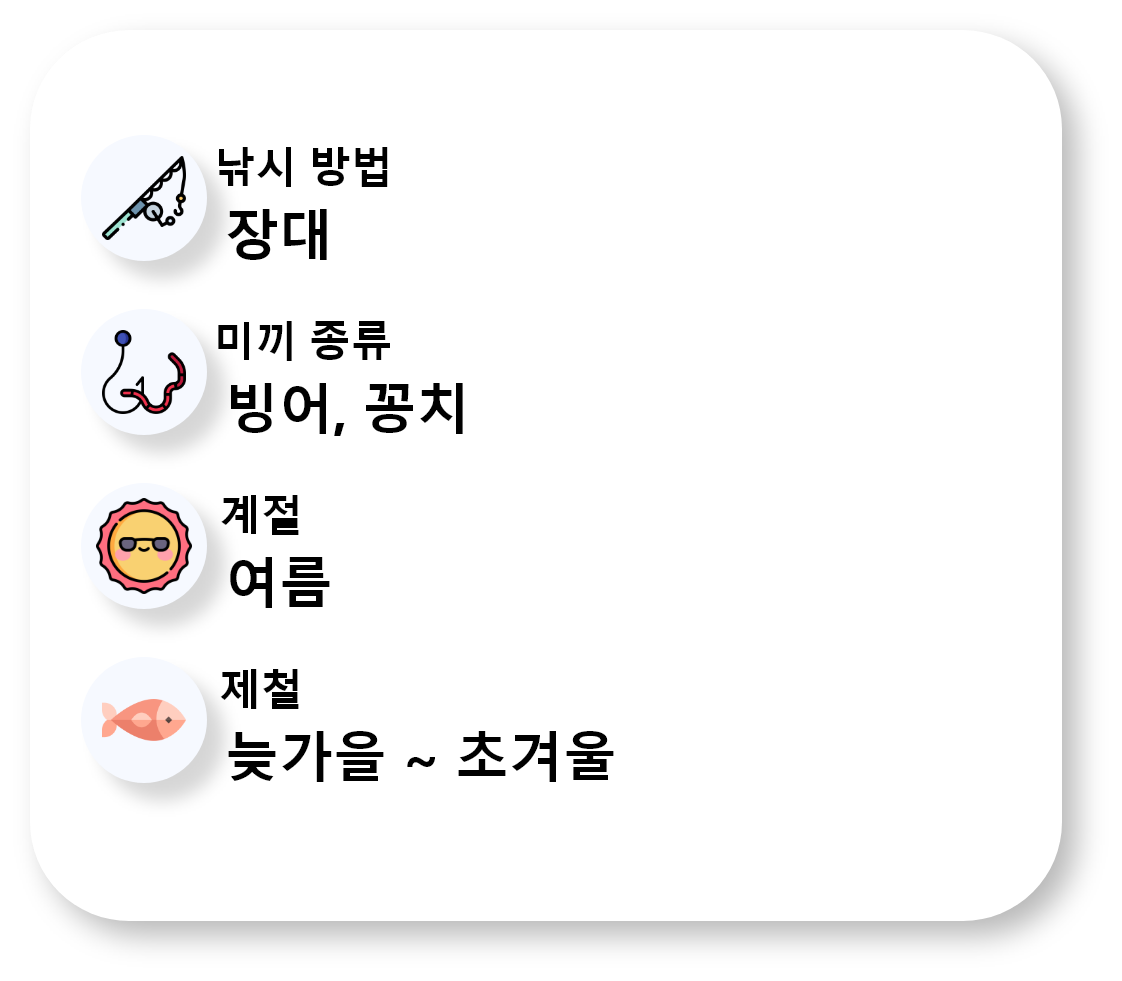 낚시 방법
장대
미끼 종류
빙어, 꽁치
계절
여름
제철
늦가을 ~ 초겨울